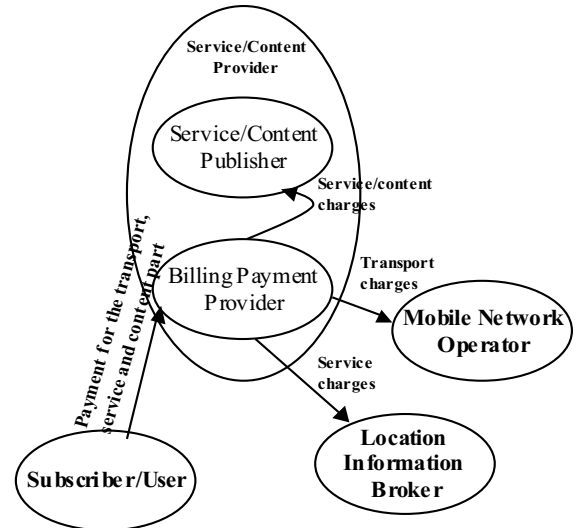 Service/Content
Provider
Service/Content
Publisher
Service/content
charges
Payment for the transport,
service and content part
Billing Payment
Provider
Transport
charges
Mobile Network
Operator
Service
charges
Location
Information
Broker
Subscriber/User